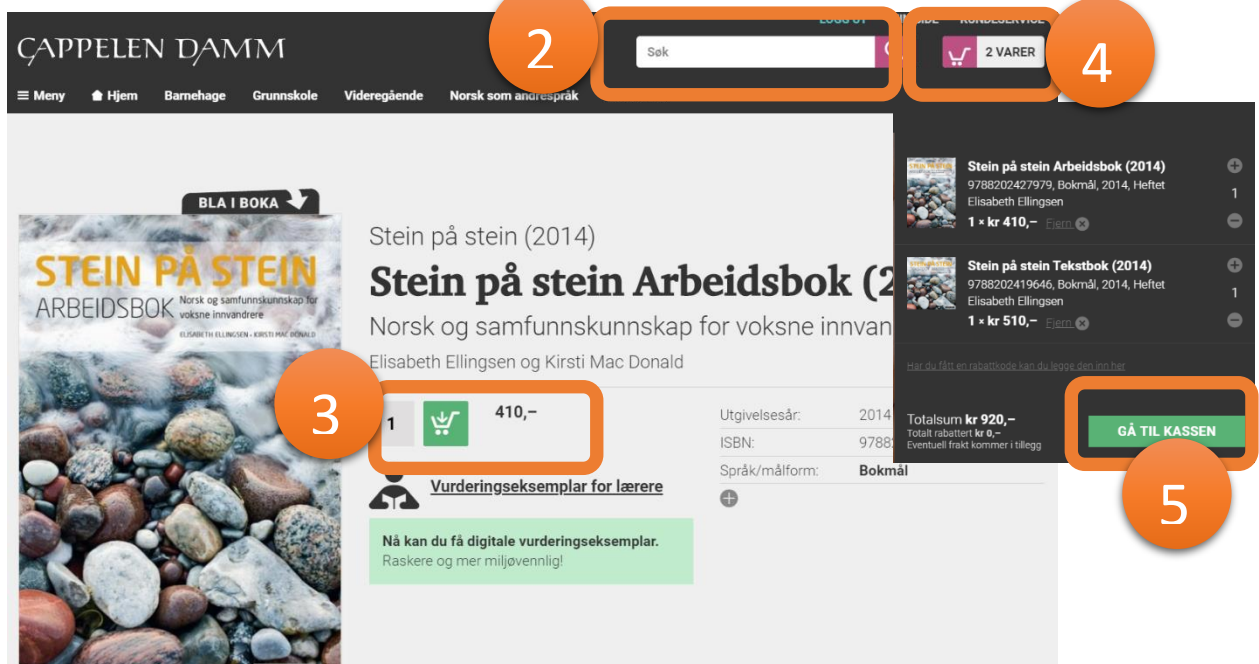 2
4
KUNDESERVICE
CAPPELEN DAMM
Søk
2 VARER
Meny Hjem Barnehage Grunnskole Videregående Norsk som andrespråk
BLA I BOKA
STEIN PÅ STEIN
ARBEIDSBOK
Norsk og samfunnskunnskap for
voksne innvandrere
ELISABETH ELLINGSEN • KIRSTI MAC DONALD
Stein på stein (2014)
Stein på stein Arbeidsbok (2
Norsk og samfunnskunnskap for voksne innvan
Elisabeth Ellingsen og Kirsti Mac Donald
3
1
410,–
Vurderingseksemplar for lærere
Nå kan du få digitale vurderingseksemplar.
Raskere og mer miljøvennlig!
Utgivelsesår: 2014
ISBN: 9788
Språk/målform: Bokmål
Stein på stein Arbeidsbok (2014)
9788202427979, Bokmål, 2014, Heftet
Elisabeth Ellingsen
1 × kr 410,– Fjern
1
Stein på stein Tekstbok (2014)
9788202419646, Bokmål, 2014, Heftet
Elisabeth Ellingsen
1 × kr 510,– Fjern
1
Har du fått en rabattkode kan du legge den inn her
Totalsum kr 920,–
Totalt rabattert kr 0,–
Eventuell frakt kommer i tillegg
GÅ TIL KASSEN
5